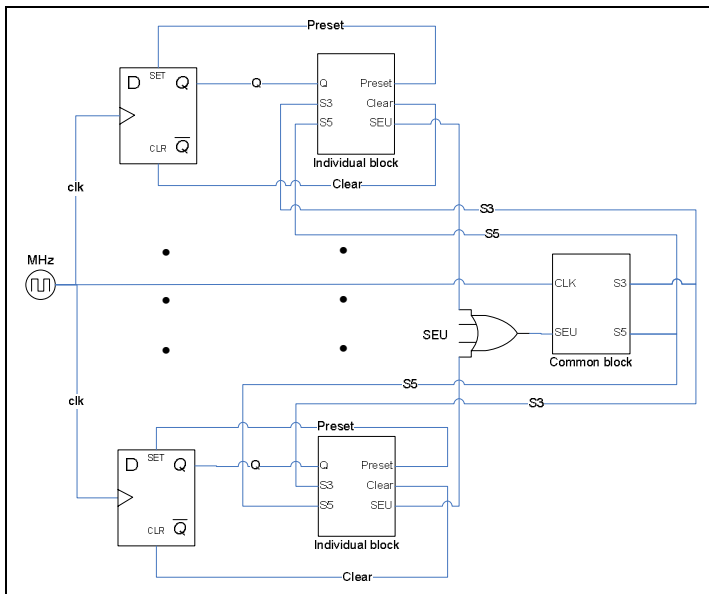 Preset
D SET Q
CLR Q
Q
Q Preset
S3 Clear
S5 SEU
Individual block
Clear
clk
S3
S5
MHz
CLK S3
SEU S5
Common block
SEU
S5
S3
clk
Preset
D SET Q
CLR Q
Q
Q Preset
S3 Clear
S5 SEU
Individual block
Clear